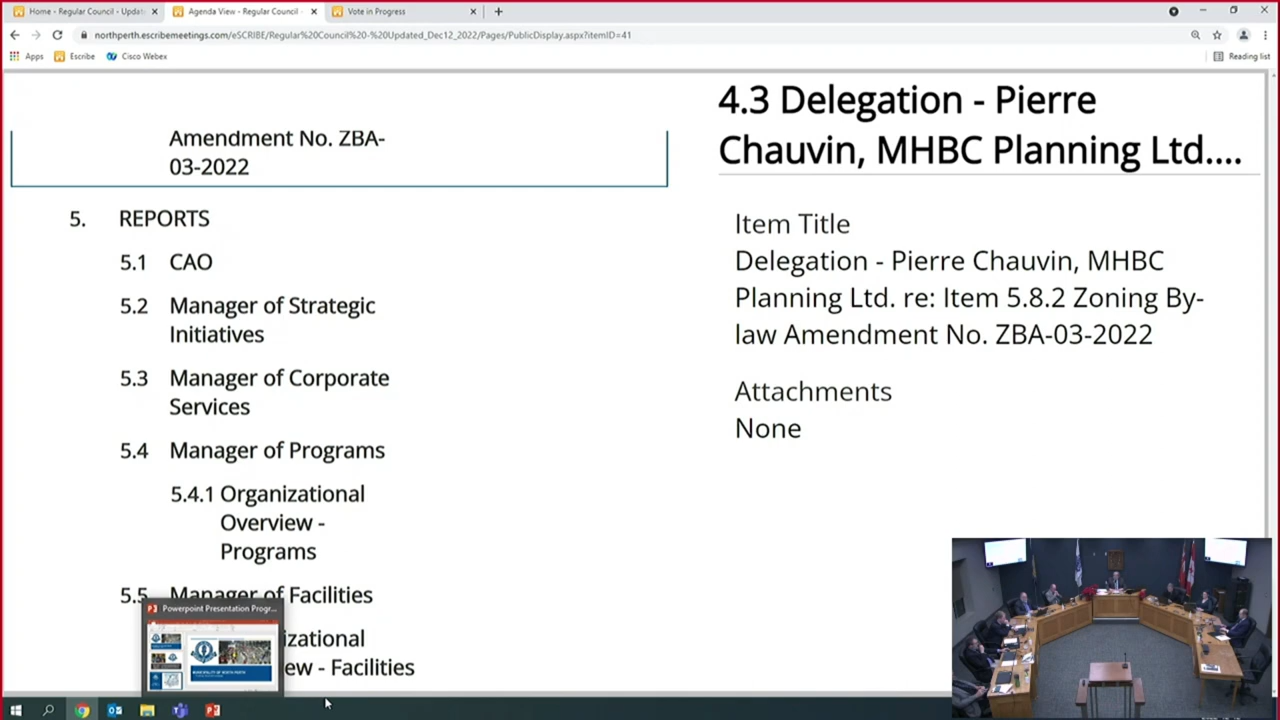 Home - Regular Council - Updat
Agenda View - Regular Council -
Vote in Progress
northperth.escribemeetings.com/eSCRIBE/Regular%20Council%20-%20Updated_Dec12_2022/Pages/PublicDisplay.aspx?itemID=41
Apps
Escribe
Cisco Webex
Reading list
Amendment No. ZBA-
03-2022
5. REPORTS
5.1 CAO
5.2 Manager of Strategic
Initiatives
5.3 Manager of Corporate
Services
5.4 Manager of Programs
5.4.1 Organizational
Overview -
Programs
5.5 Manager of Facilities
izational
ew - Facilities
Powerpoint Presentation Progr...
4.3 Delegation - Pierre
Chauvin, MHBC Planning Ltd....
Item Title
Delegation - Pierre Chauvin, MHBC
Planning Ltd. re: Item 5.8.2 Zoning By-
law Amendment No. ZBA-03-2022
Attachments
None